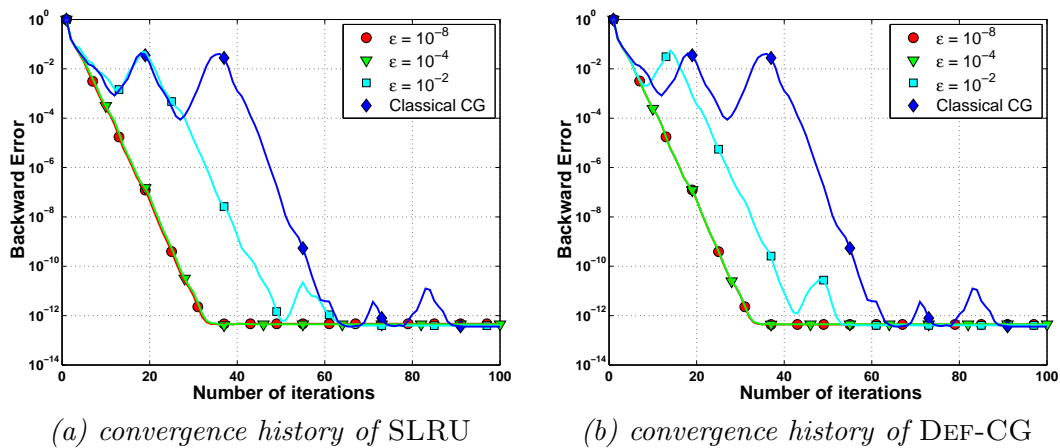 10^0
10^-2
10^-4
10^-6
10^-8
10^-10
10^-12
10^-14
Backward Error
0 20 40 60 80 100
Number of iterations
ε = 10^-8
ε = 10^-4
ε = 10^-2
Classical CG
(a) convergence history of SLRU
10^0
10^-2
10^-4
10^-6
10^-8
10^-10
10^-12
10^-14
Backward Error
0 20 40 60 80 100
Number of iterations
ε = 10^-8
ε = 10^-4
ε = 10^-2
Classical CG
(b) convergence history of DEF-CG